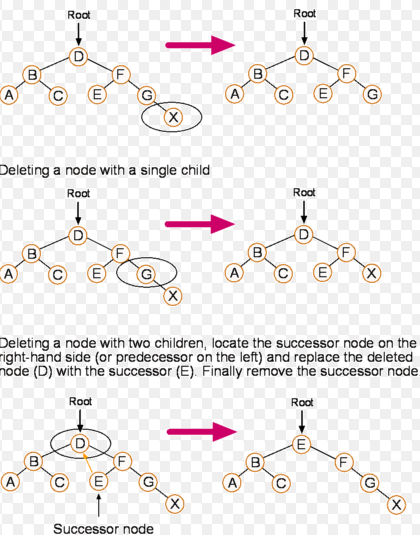 Root Root
D D
B F B F
A C E G A C E G
X
Deleting a node with a single child
Root Root
D D
B F B F
A C E G A C E X
X
Deleting a node with two children, locate the successor node on the
right-hand side (or predecessor on the left) and replace the deleted
node (D) with the successor (E). Finally remove the successor node
Root Root
D E
B F B F
A C E G A C G
X X
Successor node